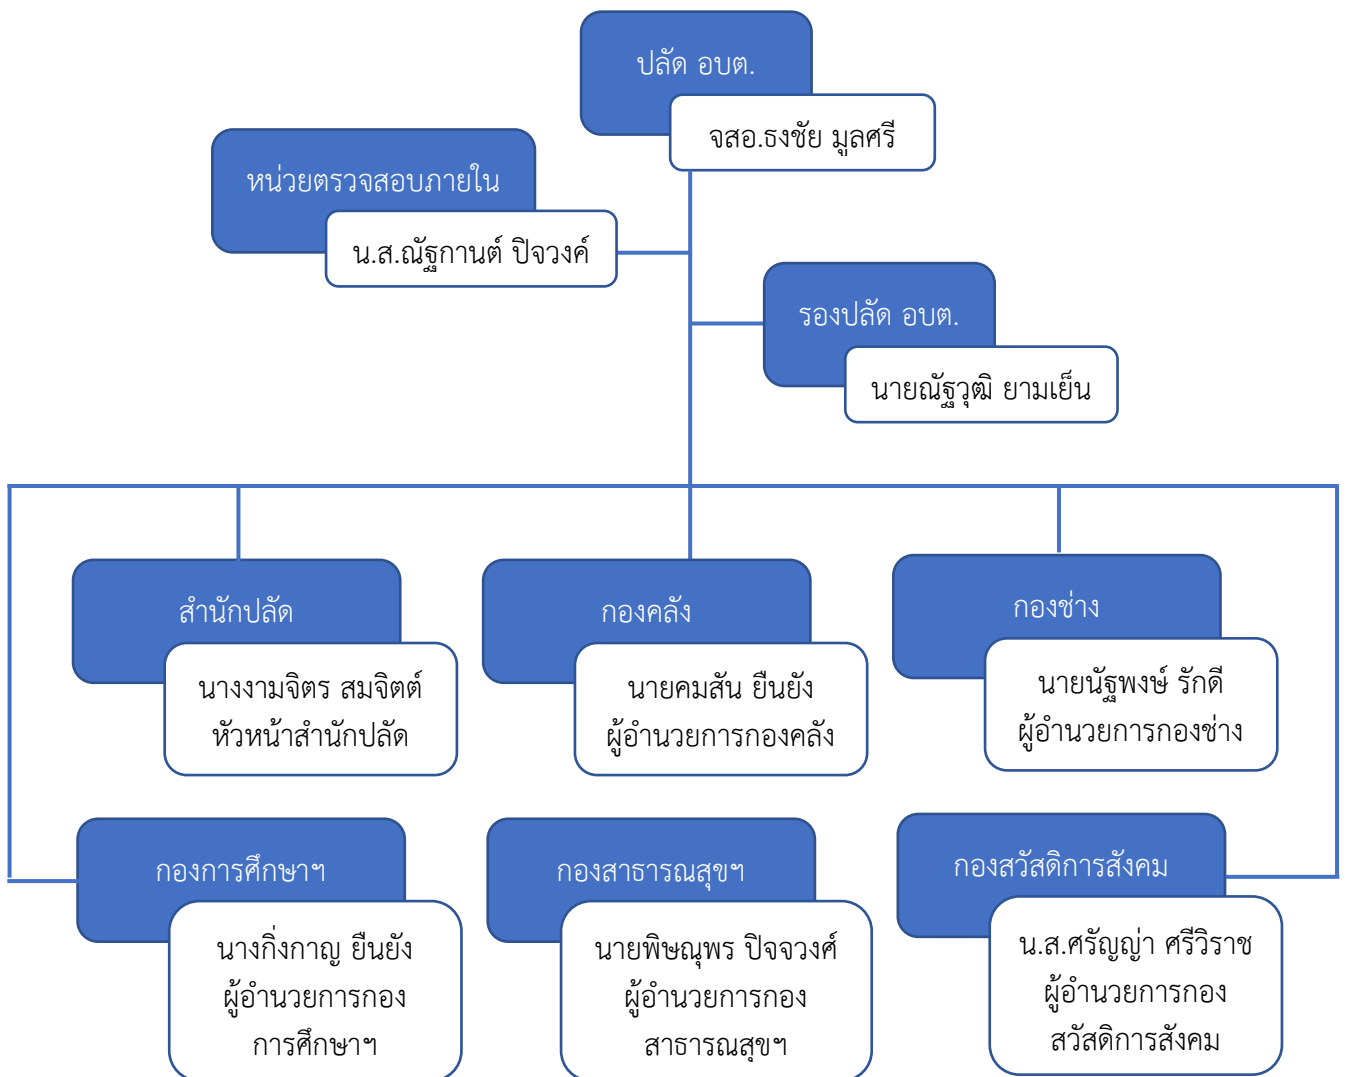 ปลัด อบต.
จสอ.ธงชัย มูลศรี
หน่วยตรวจสอบภายใน
น.ส.ณัฐกานต์ ปิจวงค์
รองปลัด อบต.
นายณัฐวุฒิ ยามเย็น
สำนักปลัด
นางงามจิตร สมจิตต์
หัวหน้าสำนักปลัด
กองคลัง
นายคมสัน ยืนยัง
ผู้อำนวยการกองคลัง
กองช่าง
นายนัฐพงษ์ รักดี
ผู้อำนวยการกองช่าง
กองการศึกษาฯ
นางกิ่งกาญ ยืนยัง
ผู้อำนวยการกอง
การศึกษาฯ
กองสาธารณสุขฯ
นายพิษณุพร ปิจจวงศ์
ผู้อำนวยการกอง
สาธารณสุขฯ
กองสวัสดิการสังคม
น.ส.ศรัญญ่า ศรีวิราช
ผู้อำนวยการกอง
สวัสดิการสังคม